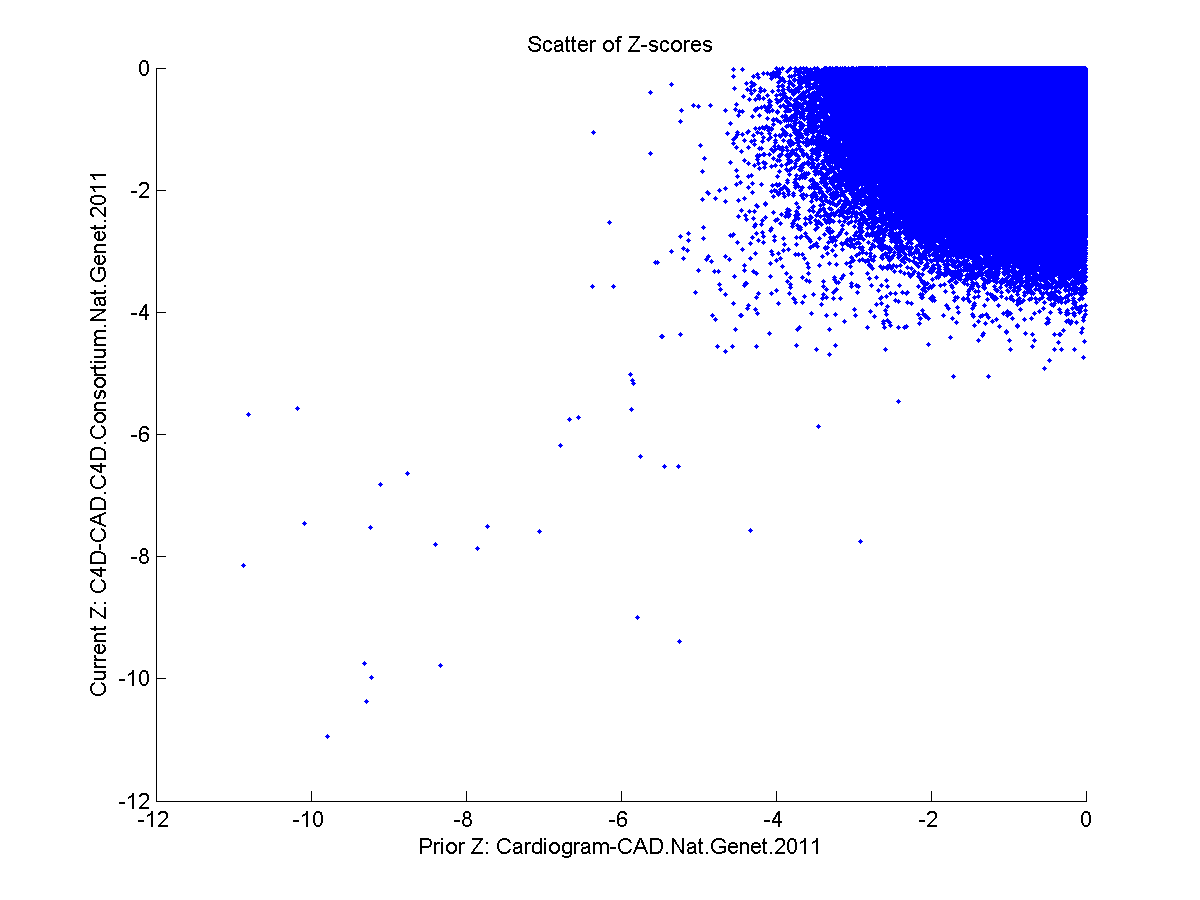 Scatter of Z-scores
Current Z: C4D-CAD.C4D.Consortium.Nat.Genet.2011
0
-2
-4
-6
-8
-10
-12
-12 -10 -8 -6 -4 -2 0
Prior Z: Cardiogram-CAD.Nat.Genet.2011